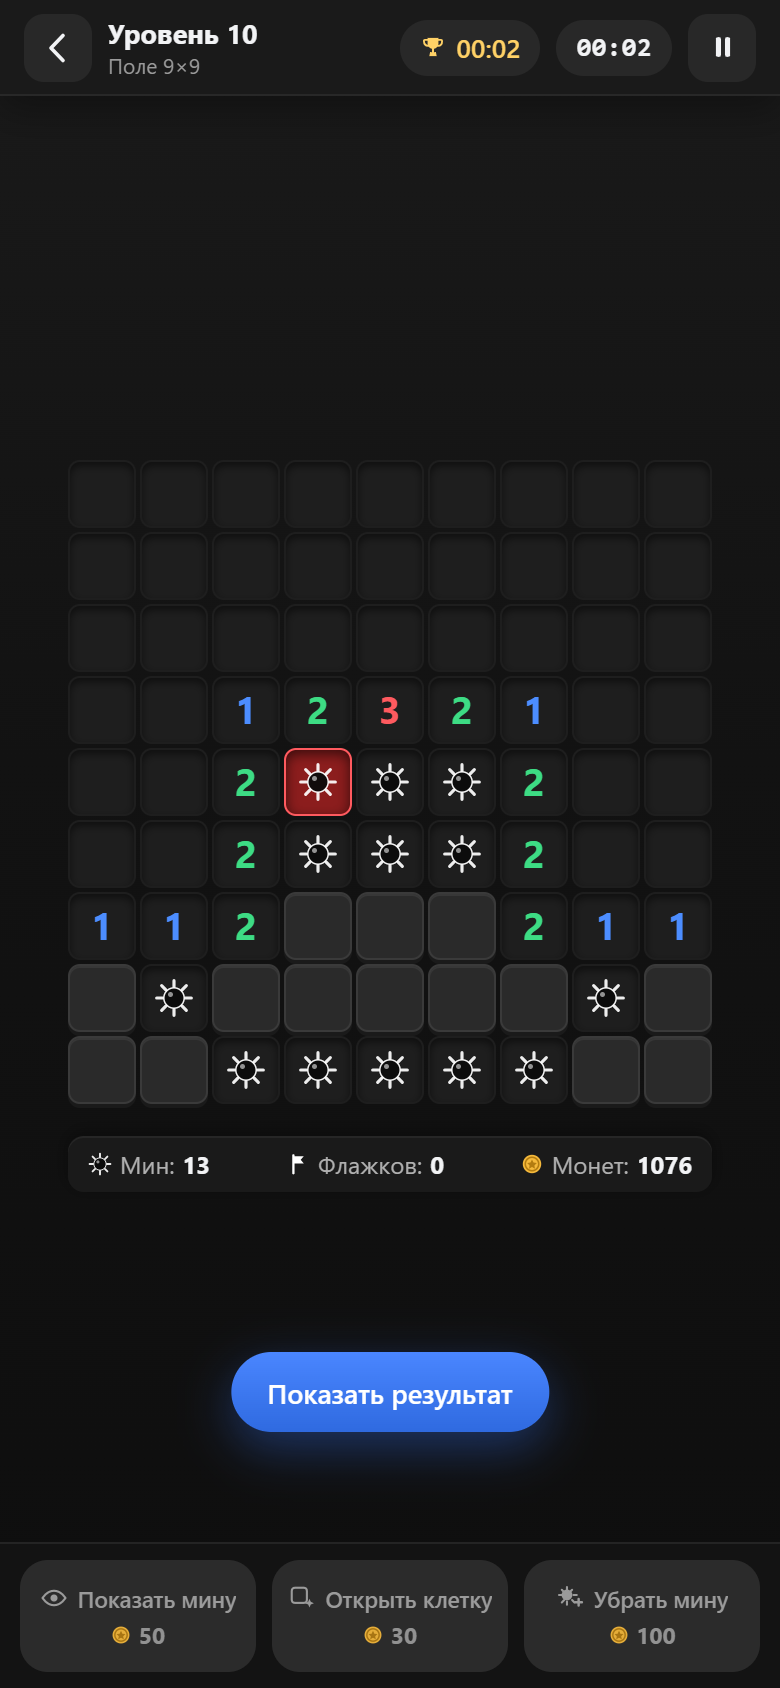 Уровень 10
Поле 9×9
00:02
00:02
1 2 3 2 1
2 2
2 2
1 1 2 2 1 1
Мин: 13 Флажков: 0 Монет: 1076
Показать результат
Показать мину
50
Открыть клетку
30
Убрать мину
100